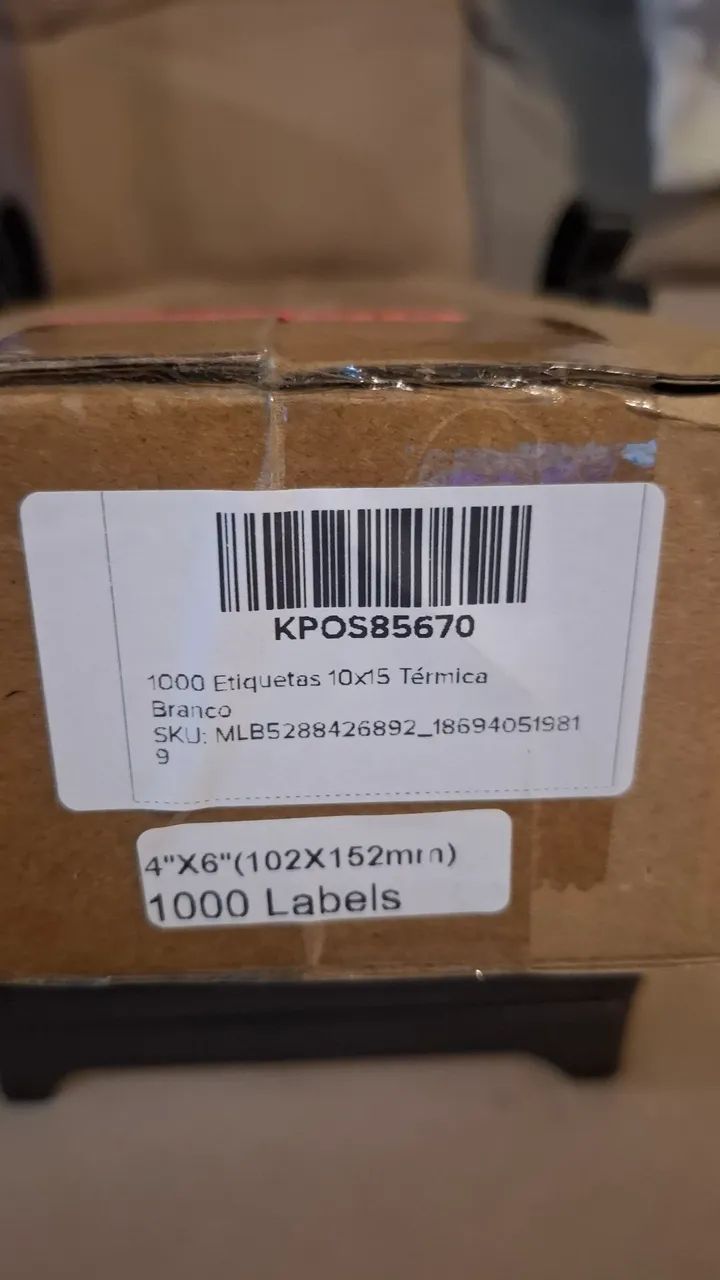 KPOS85670
1000 Etiquetas 10x15 Térmica
Branco
SKU: MLB5288426892_18694051981
9
4"X6"(102X152mm)
1000 Labels